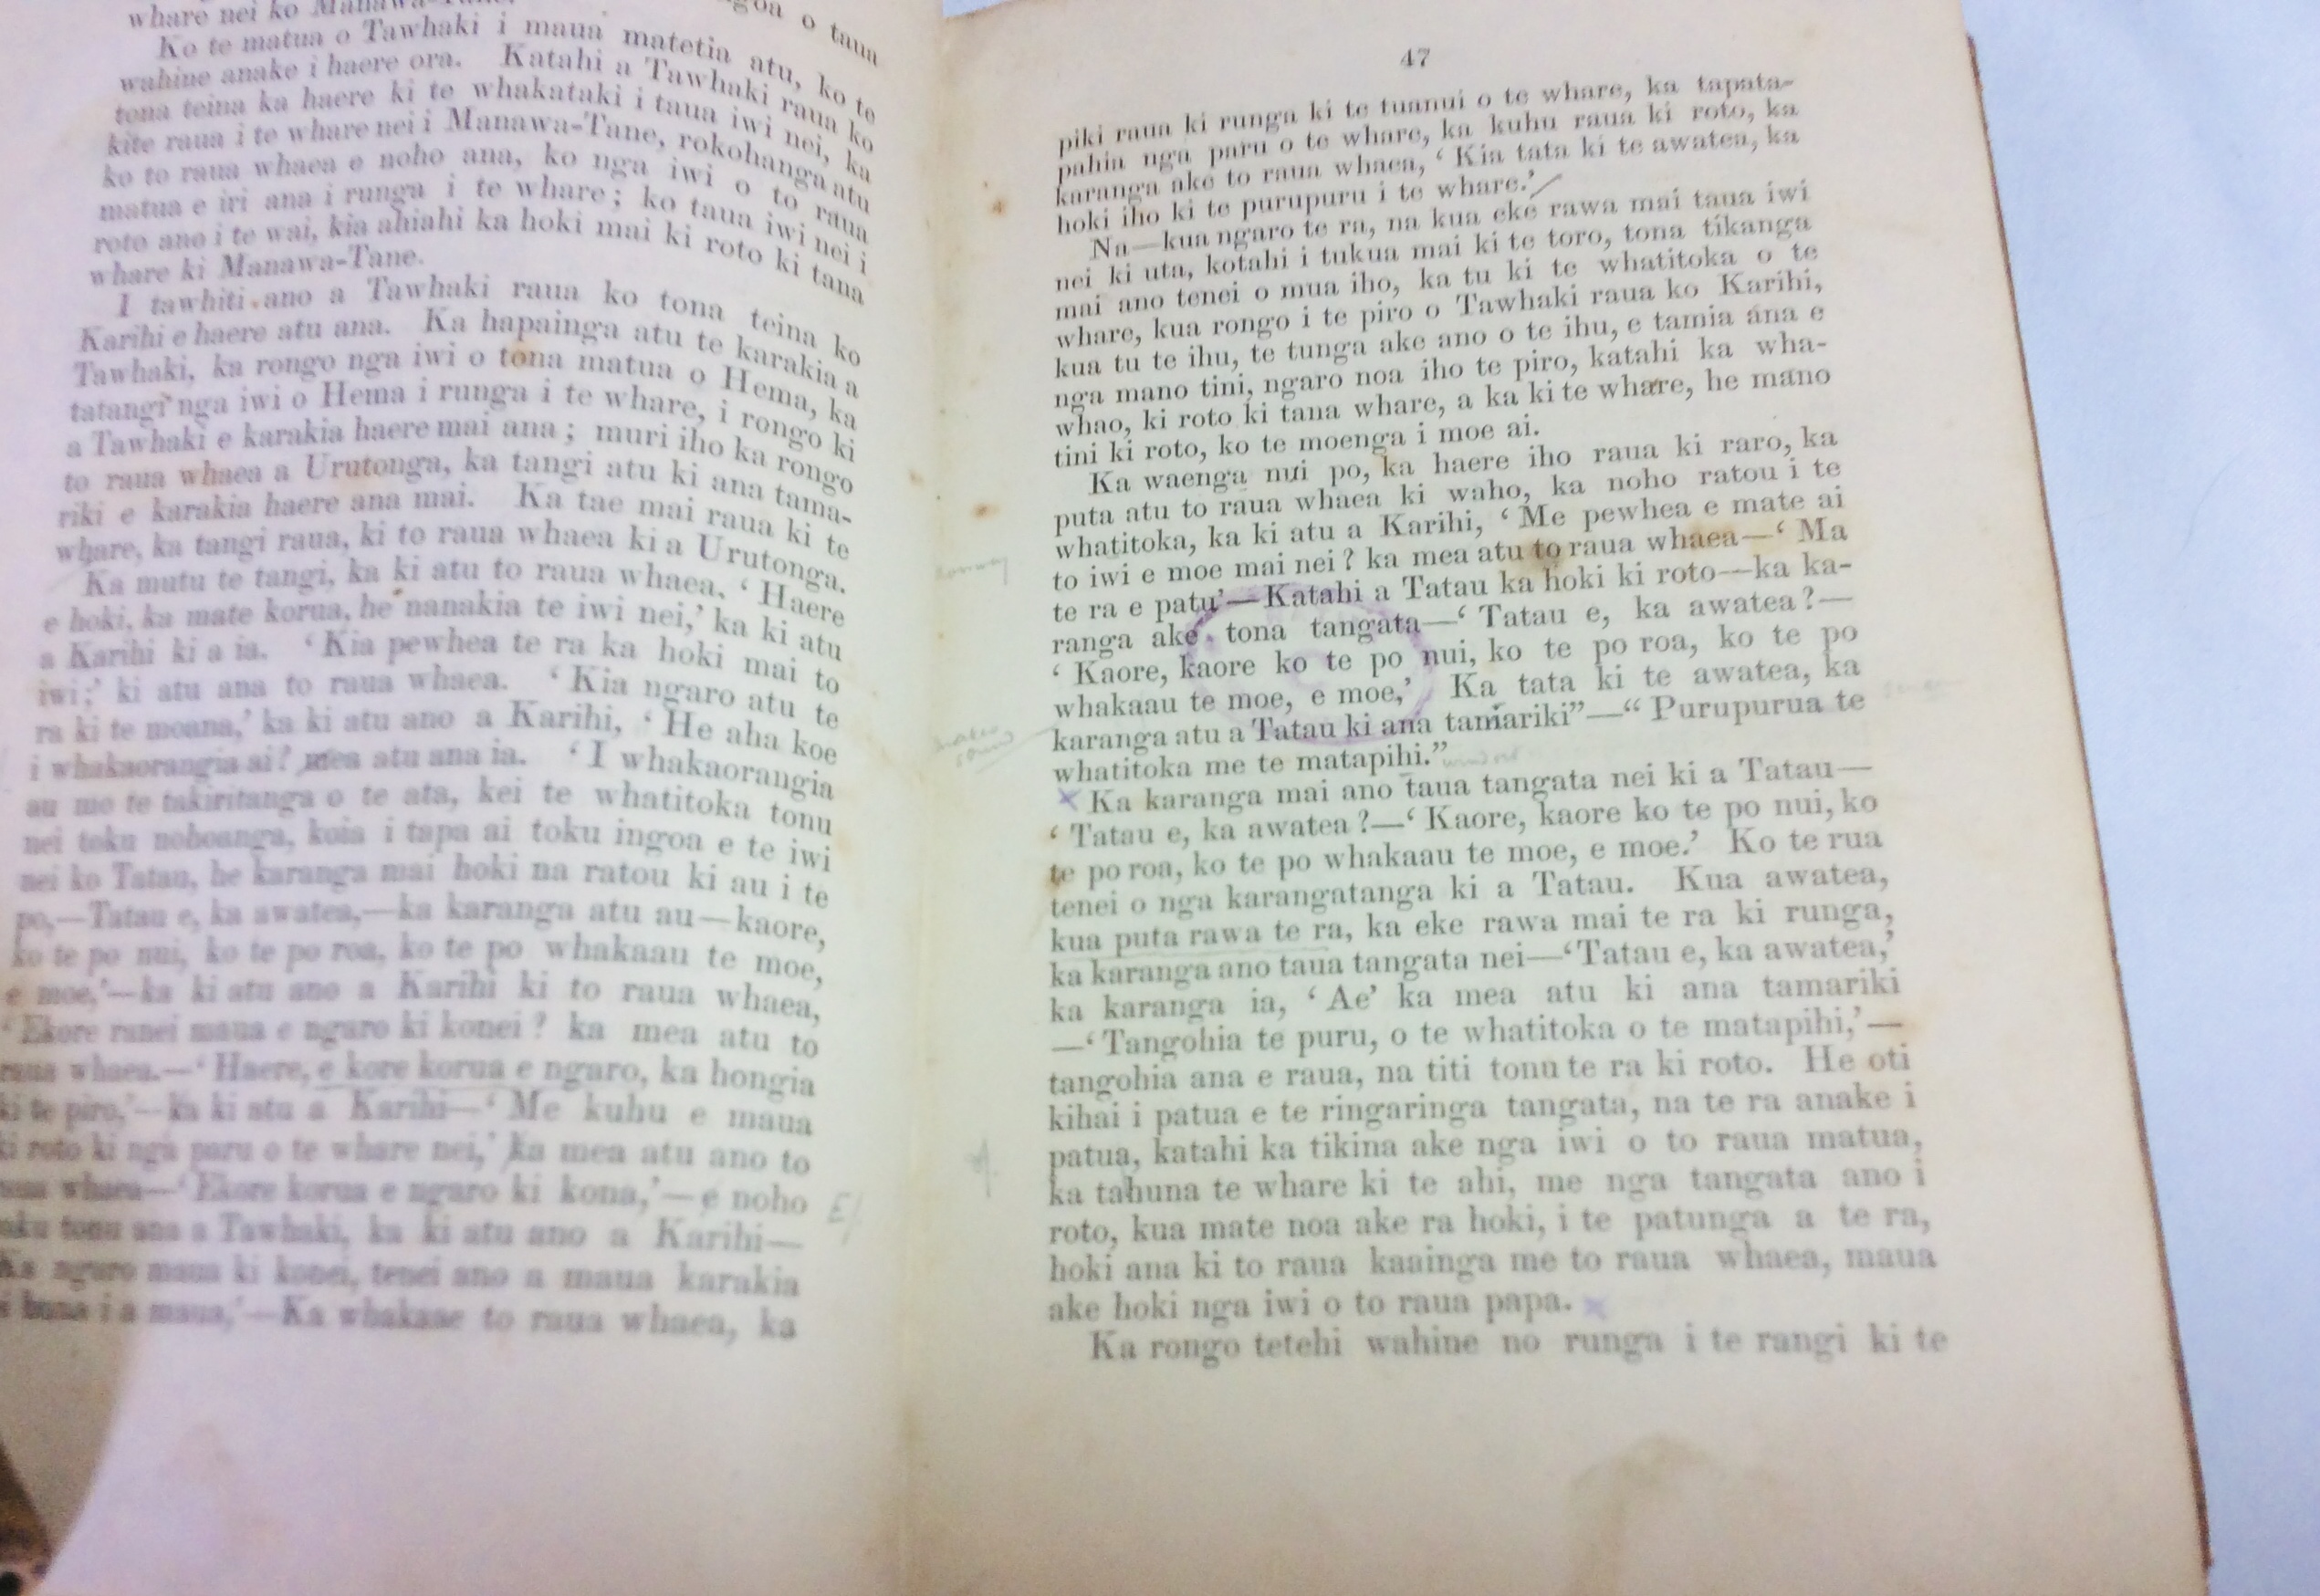 whare nei ko Manawa-Tane. o taua
Ko te matua o Tawhaki i maua matetia atu, ko te
wahine anake i haere ora. Katahi a Tawhaki raua ko
tona teina ka haere ki te whakataki i taua iwi nei, ka
kite raua i te whare nei i Manawa-Tane, rokohanga atu
ko to raua whaea e noho ana, ko nga iwi o to raua
matua e iri ana i runga i te whare; ko taua iwi nei i
roto ano i te wai, kia ahiahi ka hoki mai ki roto ki tana
whare ki Manawa-Tane.
I tawhiti ano a Tawhaki raua ko tona teina ko
Karihi e haere atu ana. Ka hapainga atu te karakia a
Tawhaki, ka rongo nga iwi o tona matua o Hema, ka
tatangi nga iwi o Hema i runga i te whare, i rongo ki
a Tawhaki e karakia haere mai ana; muri iho ka rongo
to raua whaea a Urutonga, ka tangi atu ki ana tama-
riki e karakia haere ana mai. Ka tae mai raua ki te
whare, ka tangi raua, ki to raua whaea ki a Urutonga.
Ka mutu te tangi, ka ki atu to raua whaea, ‘Haere
e hoki, ka mate korua, he nanakia te iwi nei,’ ka ki atu
a Karihi ki a ia. ‘Kia pewhea te ra ka hoki mai to
iwi;’ ki atu ana to raua whaea. ‘Kia ngaro atu te
ra ki te moana,’ ka ki atu ano a Karihi, ‘He aha koe
i whakaorangia ai? mea atu ana ia. ‘I whakaorangia
au mo te takiritanga o te ata, kei te whatitoka tonu
nei toku nohoanga, koia i tapa ai toku ingoa e te iwi
nei ko Tatau, he karanga mai hoki na ratou ki au i te
po,—Tatau e, ka awatea,—ka karanga atu au—kaore,
ko te po nui, ko te po roa, ko te po whakaau te moe,
e moe,’—ka ki atu ano a Karihi ki to raua whaea,
‘Ekore ranei maua e ngaro ki konei? ka mea atu to
raua whaea.—‘Haere, e kore korua e ngaro, ka hongia
ki te piro,’—ka ki atu a Karihi—‘Me kuhu e maua
ki roto ki nga paru o te whare nei,’ ka mea atu ano to
raua whaea—‘Ekore korua e ngaro ki kona,’—e noho
tonu ana a Tawhaki, ka ki atu ano a Karihi—
Ka ngaro maua ki konei, tenei ano a maua karakia
i a maua,’—Ka whakaae to raua whaea, ka
E/
47
piki raua ki runga ki te tuanui o te whare, ka tapata-
pahia nga paru o te whare, ka kuhu raua ki roto, ka
karanga ake to raua whaea, ‘Kia tata ki te awatea, ka
hoki iho ki te purupuru i te whare.’
Na—kua ngaro te ra, na kua eke rawa mai taua iwi
nei ki uta, kotahi i tukua mai ki te toro, tona tikanga
mai ano tenei o mua iho, ka tu ki te whatitoka o te
whare, kua rongo i te piro o Tawhaki raua ko Karihi,
kua tu te ihu, te tunga ake ano o te ihu, e tamia ana e
nga mano tini, ngaro noa iho te piro, katahi ka wha-
whao, ki roto ki tana whare, a ka ki te whare, he mano
tini ki roto, ko te moenga i moe ai.
Ka waenga nui po, ka haere iho raua ki raro, ka
puta atu to raua whaea ki waho, ka noho ratou i te
whatitoka, ka ki atu a Karihi, ‘Me pewhea e mate ai
to iwi e moe mai nei? ka mea atu to raua whaea—‘Ma
te ra e patu’—Katahi a Tatau ka hoki ki roto—ka ka-
ranga ake tona tangata—‘Tatau e, ka awatea?—
‘Kaore, kaore ko te po nui, ko te po roa, ko te po
whakaau te moe, e moe,’ Ka tata ki te awatea, ka
karanga atu a Tatau ki ana tamariki”—“Purupurua te
whatitoka me te matapihi.” window
Ka karanga mai ano taua tangata nei ki a Tatau—
‘Tatau e, ka awatea?—‘Kaore, kaore ko te po nui, ko
te po roa, ko te po whakaau te moe, e moe.’ Ko te rua
tenei o nga karangatanga ki a Tatau. Kua awatea,
kua puta rawa te ra, ka eke rawa mai te ra ki runga,
ka karanga ano taua tangata nei—‘Tatau e, ka awatea,’
ka karanga ia, ‘Ae’ ka mea atu ki ana tamariki
—‘Tangohia te puru, o te whatitoka o te matapihi,’—
tangohia ana e raua, na titi tonu te ra ki roto. He oti
kihai i patua e te ringaringa tangata, na te ra anake i
patua, katahi ka tikina ake nga iwi o to raua matua,
ka tahuna te whare ki te ahi, me nga tangata ano i
roto, kua mate noa ake ra hoki, i te patunga a te ra,
hoki ana ki to raua kaainga me to raua whaea, maua
ake hoki nga iwi o to raua papa.
Ka rongo tetehi wahine no runga i te rangi ki te